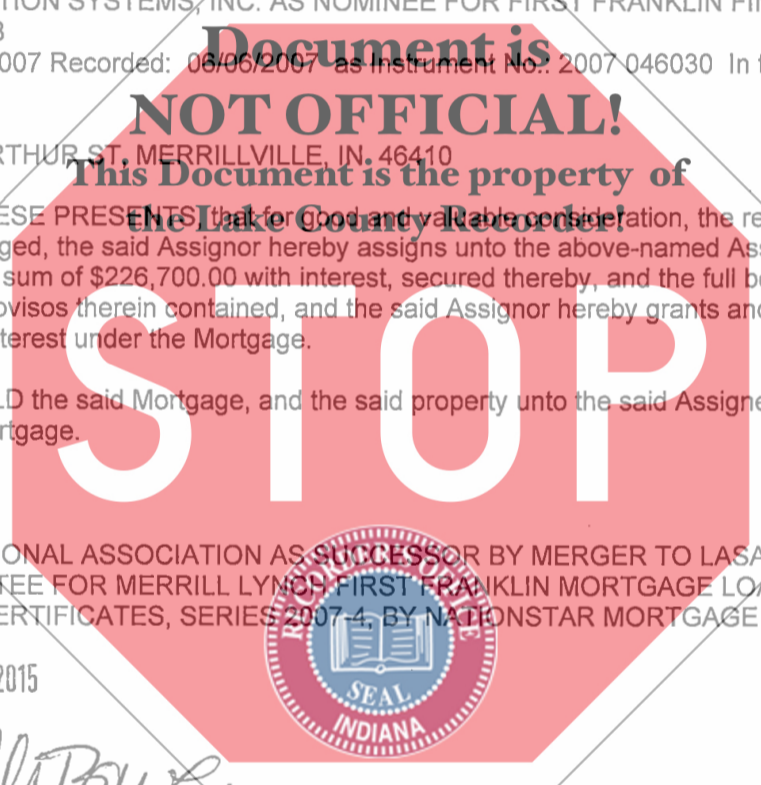 TION SYSTEMS, INC. AS NOMINEE FOR FIRST FRANKLIN FI
Document is
007 Recorded: 06/06/2007 as Instrument No.: 2007 046030 In t
NOT OFFICIAL!
RTHUR ST, MERRILLVILLE, IN 46410
This Document is the property of
the Lake County Recorder!
ESE PRESENTS, that for good and valuable consideration, the re
ged, the said Assignor hereby assigns unto the above-named As
sum of $226,700.00 with interest, secured thereby, and the full b
ovisos therein contained, and the said Assignor hereby grants and
terest under the Mortgage.
STOP
LD the said Mortgage, and the said property unto the said Assigne
rtgage.
IONAL ASSOCIATION AS SUCCESSOR BY MERGER TO LASA
TEE FOR MERRILL LYNCH FIRST FRANKLIN MORTGAGE LOA
ERTIFICATES, SERIES 2007-4, BY NATIONSTAR MORTGAGE
SEAL
INDIANA
2015